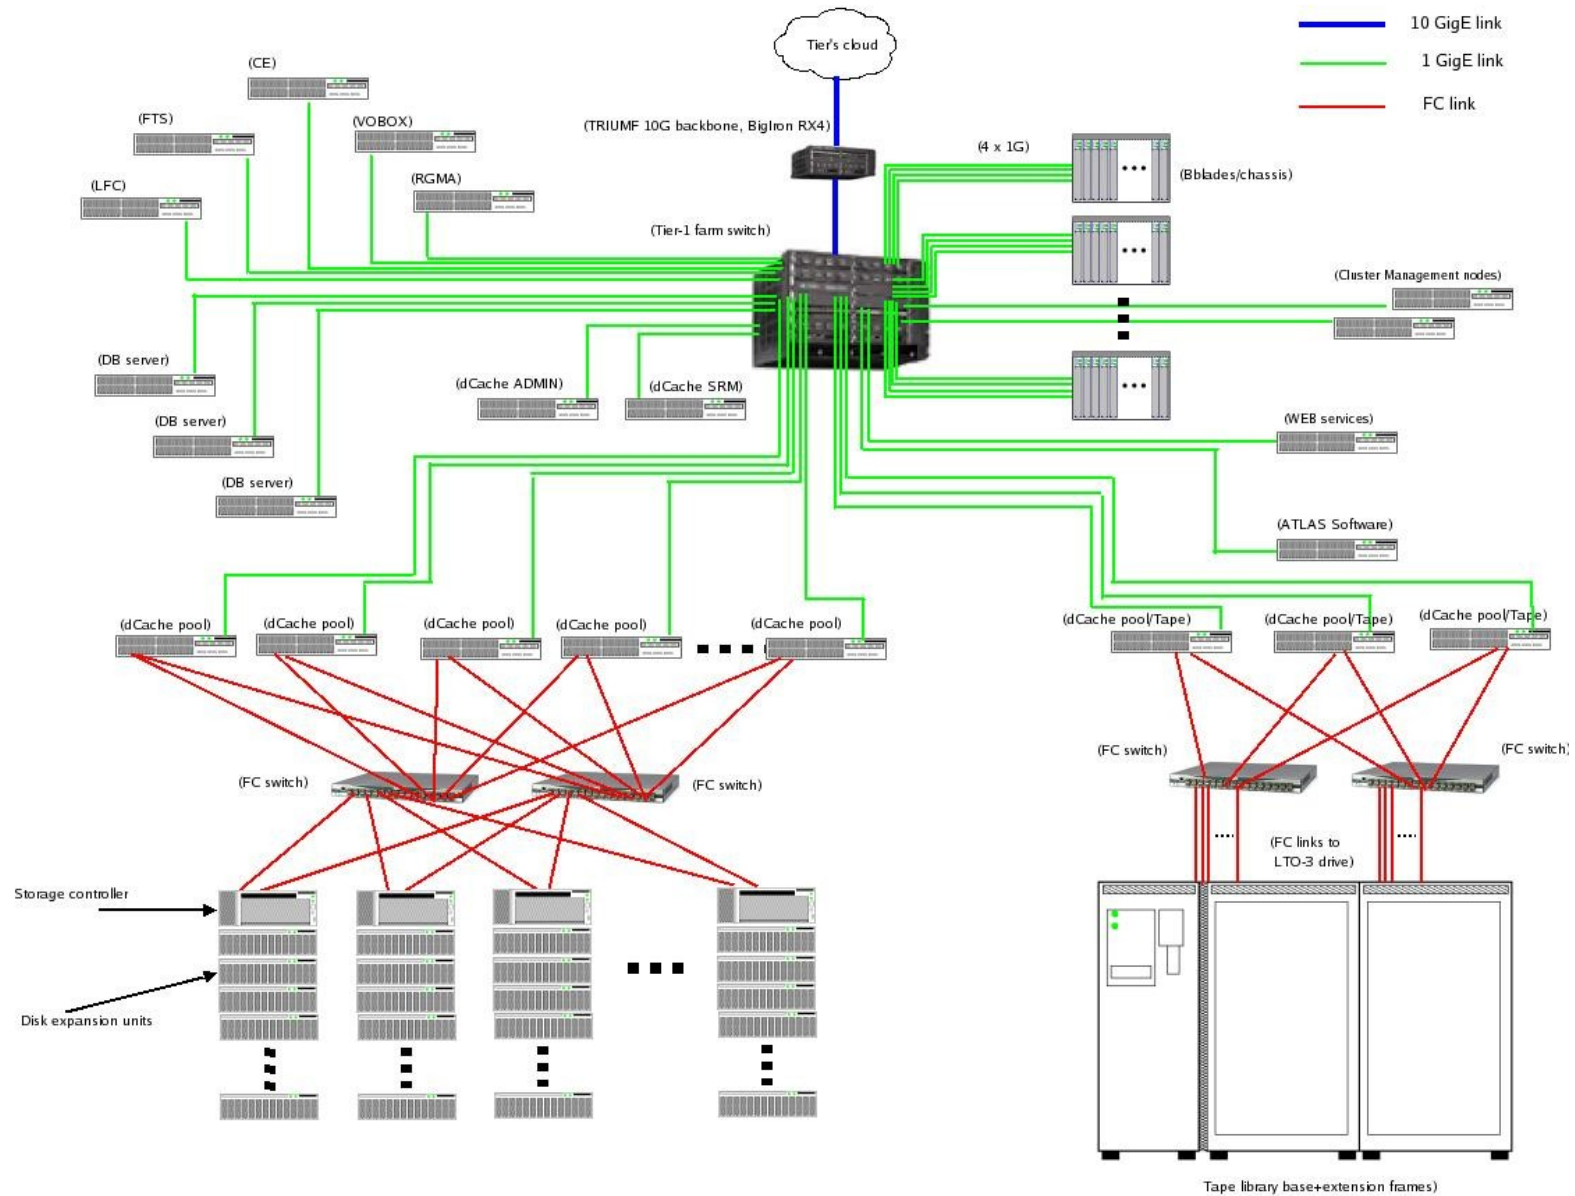 10 GigE link
Tier's cloud
1 GigE link
(CE)
FC link
(FTS)
(VOBOX)
(TRIUMF 10G backbone, BigIron RX4)
(4 x 1G)
(LFC)
(RGMA)
(Bblades/chassis)
(Tier-1 farm switch)
(Cluster Management nodes)
(DB server)
(dCache ADMIN)
(dCache SRM)
(DB server)
(WEB services)
(DB server)
(ATLAS Software)
(dCache pool)
(dCache pool)
(dCache pool)
(dCache pool)
(dCache pool)
(dCache pool/Tape)
(dCache pool/Tape)
(dCache pool/Tape)
(FC switch)
(FC switch)
(FC switch)
(FC switch)
(FC links to
LTO-3 drive)
Storage controller
Disk expansion units
Tape library base+extension frames)